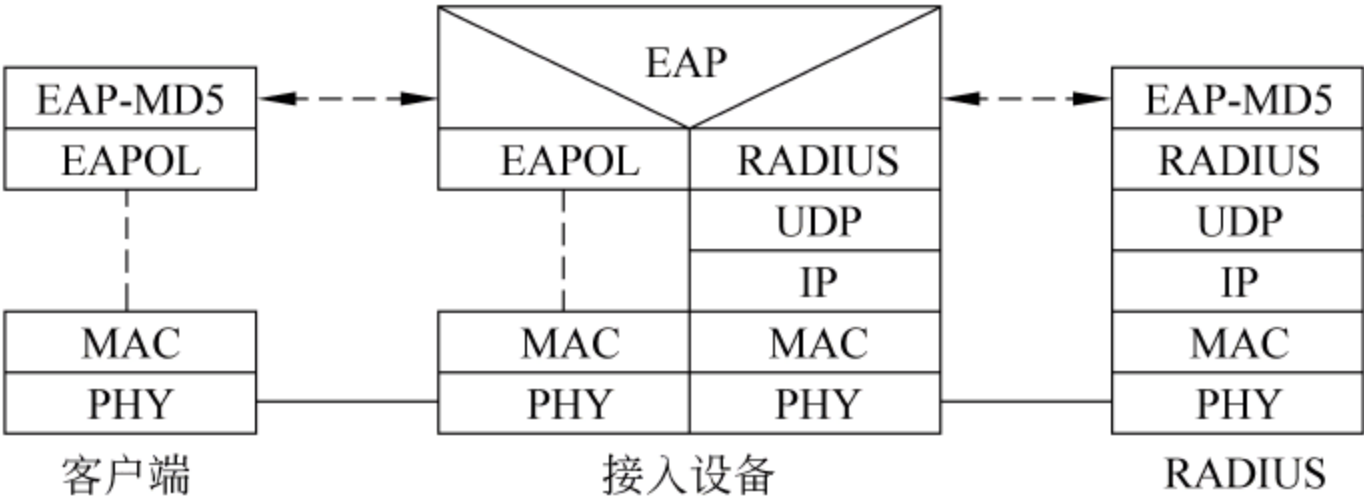 EAP
EAP-MD5
EAP-MD5
EAPOL
EAPOL
RADIUS
RADIUS
UDP
UDP
IP
IP
MAC
MAC
MAC
MAC
PHY
PHY
PHY
PHY
客户端
接入设备
RADIUS